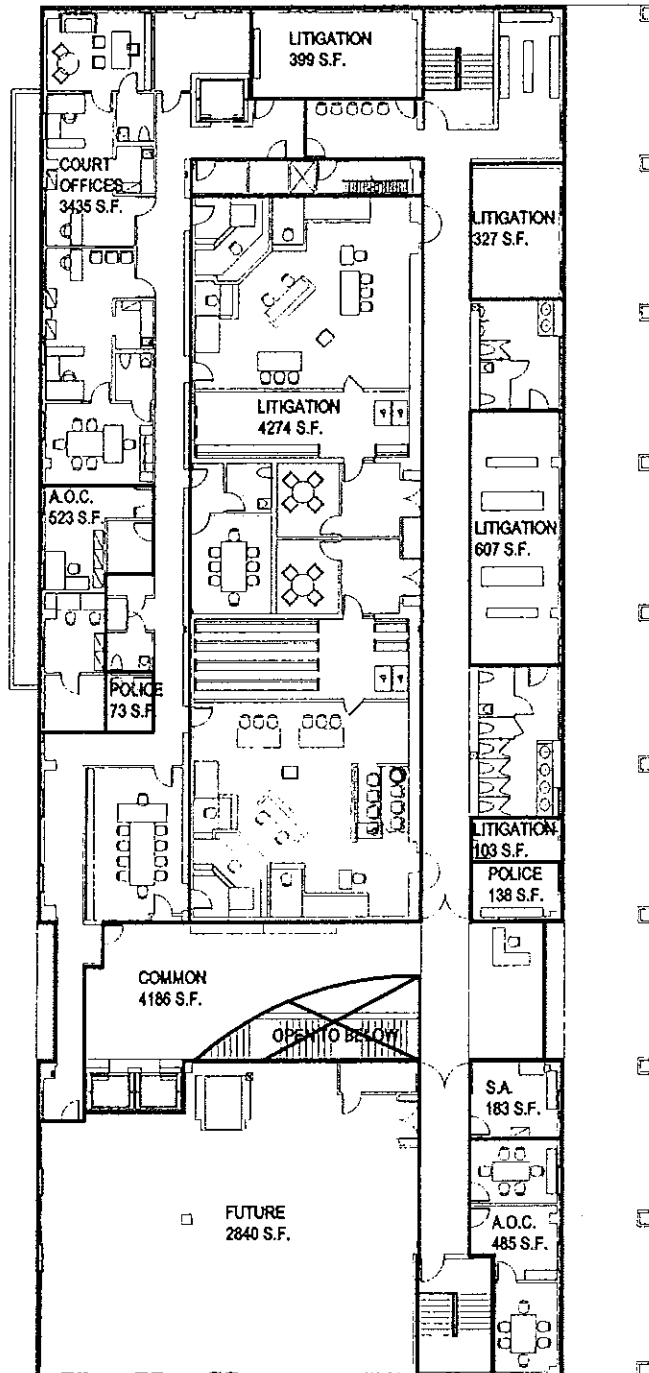 LITIGATION
399 S.F.
COURT
OFFICES
3435 S.F.
LITIGATION
327 S.F.
LITIGATION
4274 S.F.
A.O.C.
523 S.F.
LITIGATION
607 S.F.
POLICE
73 S.F.
LITIGATION
103 S.F.
POLICE
138 S.F.
COMMON
4186 S.F.
OPEN TO BELOW
S.A.
183 S.F.
FUTURE
2840 S.F.
A.O.C.
485 S.F.